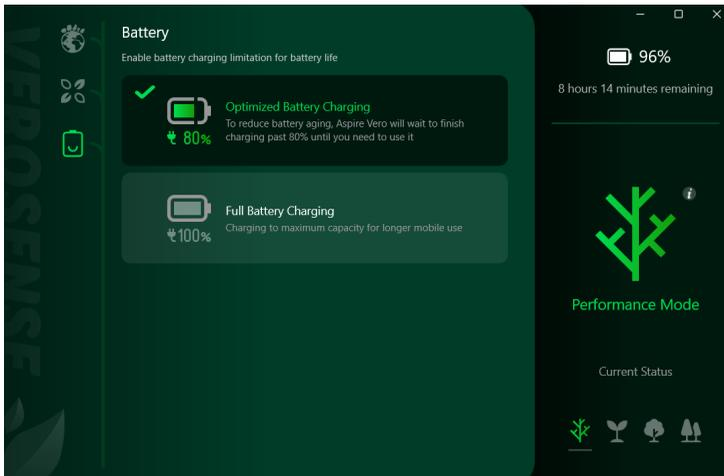 VEROSENSE
Battery
Enable battery charging limitation for battery life
80%
Optimized Battery Charging
To reduce battery aging, Aspire Vero will wait to finish
charging past 80% until you need to use it
100%
Full Battery Charging
Charging to maximum capacity for longer mobile use
96%
8 hours 14 minutes remaining
i
Performance Mode
Current Status